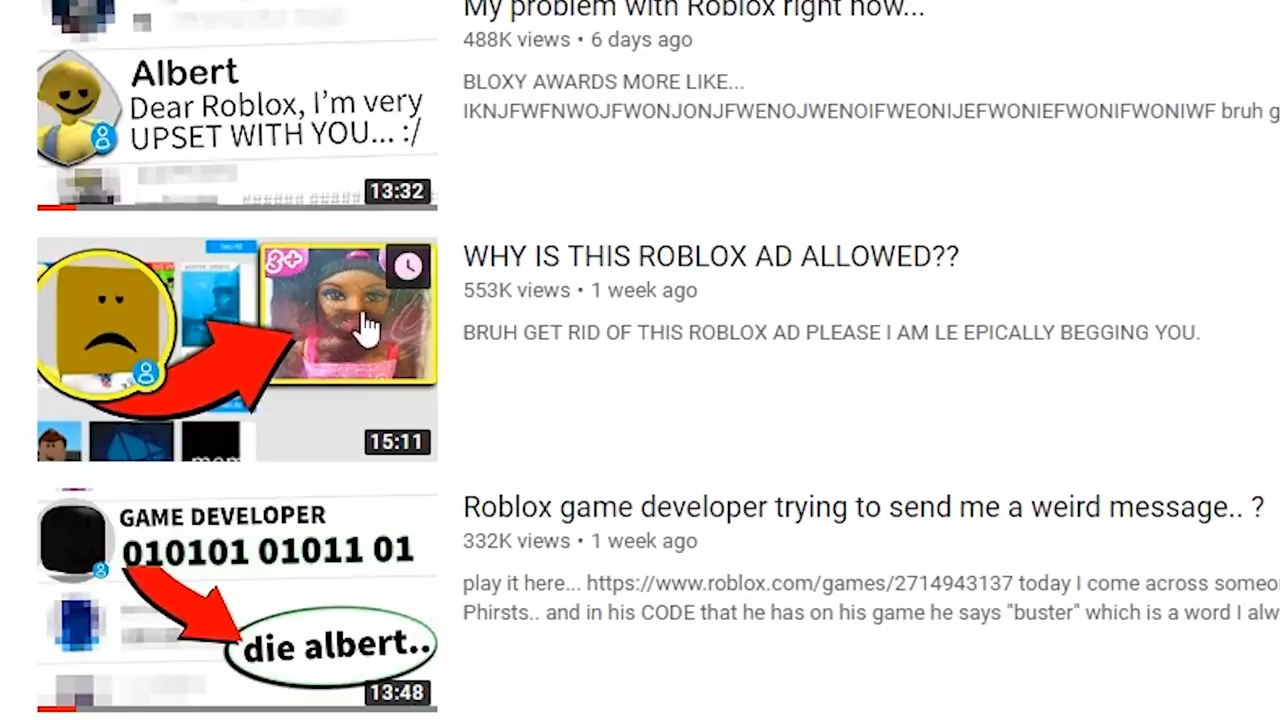 My problem with Roblox right now...
488K views • 6 days ago
BLOXY AWARDS MORE LIKE...
IKNJFWFNWOJFWONJONJFWENOJWENOIFWEONIJEFWONIEFWONIFWONIWF bruh g
Albert
Dear Roblox, I'm very
UPSET WITH YOU... :/
13:32
WHY IS THIS ROBLOX AD ALLOWED??
553K views • 1 week ago
BRUH GET RID OF THIS ROBLOX AD PLEASE I AM LE EPICALLY BEGGING YOU.
3+
15:11
Roblox game developer trying to send me a weird message.. ?
332K views • 1 week ago
play it here... https://www.roblox.com/games/2714943137 today I come across someo
Phirsts.. and in his CODE that he has on his game he says "buster" which is a word I alw
GAME DEVELOPER
010101 01011 01
die albert..
13:48